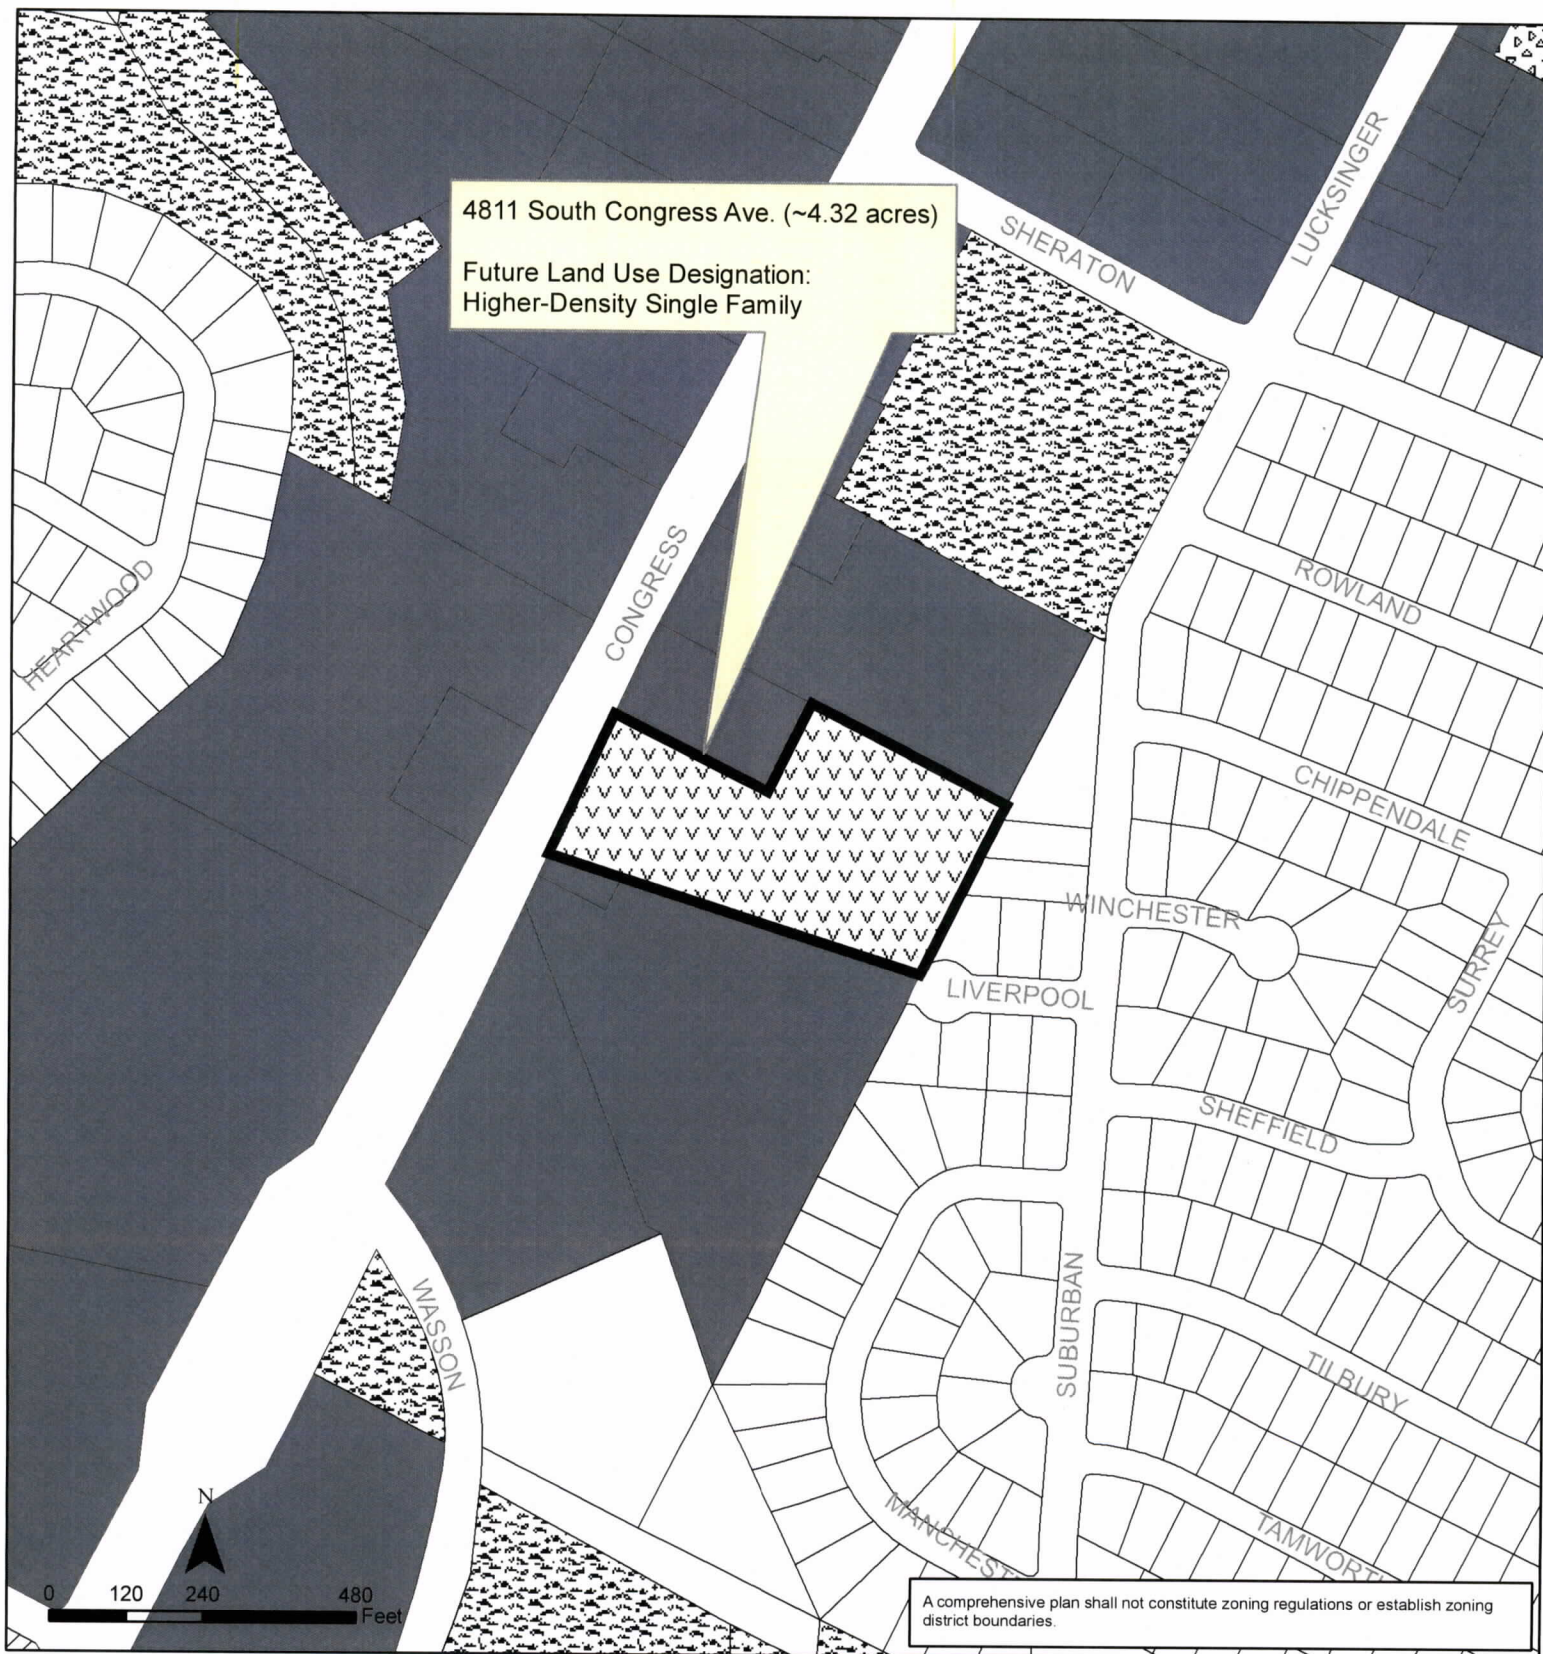 4811 South Congress Ave. (~4.32 acres)
Future Land Use Designation:
Higher-Density Single Family
SHERATON
LUCKSINGER
CONGRESS
HEARTWOOD
ROWLAND
CHIPPENDALE
WINCHESTER
SURREY
LIVERPOOL
SHEFFIELD
WASSON
SUBURBAN
TILBURY
MANCHEST
TAMWORT
N
0 120 240 480
Feet
A comprehensive plan shall not constitute zoning regulations or establish zoning
district boundaries.